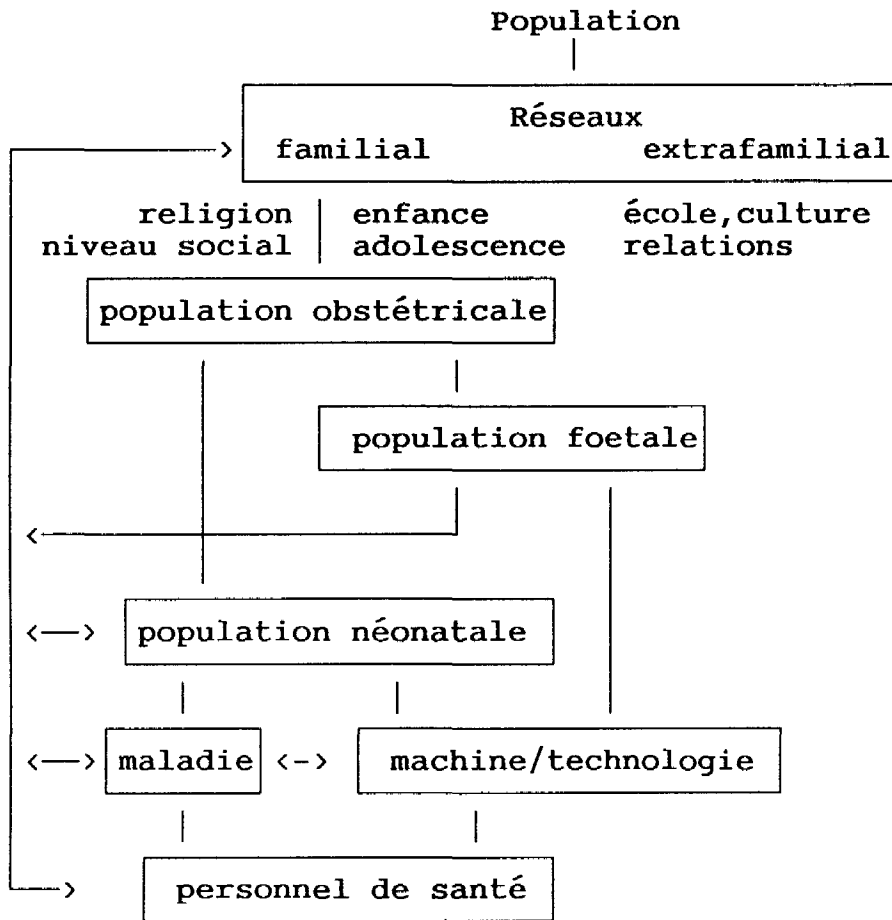 Population
Réseaux
familial extrafamilial
religion enfance école,culture
niveau social adolescence relations
population obstétricale
population foetale
population néonatale
maladie <-> machine/technologie
personnel de santé